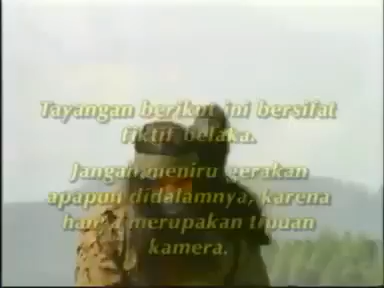 Tayangan berikut ini bersifat
fiktif belaka.
Jangan meniru gerakan
apapun didalamnya, karena
hanya merupakan tipuan
kamera.